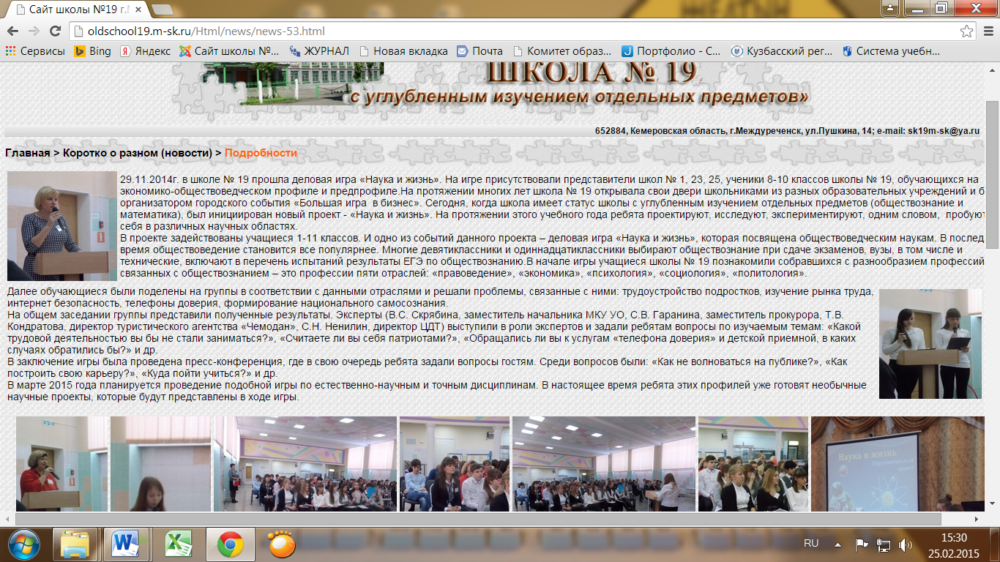 Сайт школы №19 г.М
oldschool19.m-sk.ru/Html/news/news-53.html
Сервисы Bing Яндекс Сайт школы №... ЖУРНАЛ Новая вкладка Почта Комитет образ... Портфолио - С... Кузбасский рег... Система учебн...
ШКОЛА № 19
с углубленным изучением отдельных предметов»
652884, Кемеровская область, г.Междуреченск, ул.Пушкина, 14; e-mail: sk19m-sk@ya.ru
Главная > Коротко о разном (новости) > Подробности
29.11.2014г. в школе № 19 прошла деловая игра «Наука и жизнь». На игре присутствовали представители школ № 1, 23, 25, ученики 8-10 классов школы № 19, обучающихся на
экономико-обществоведческом профиле и предпрофиле.На протяжении многих лет школа № 19 открывала свои двери школьниками из разных образовательных учреждений и б
организатором городского события «Большая игра в бизнес». Сегодня, когда школа имеет статус школы с углубленным изучением отдельных предметов (обществознание и
математика), был инициирован новый проект - «Наука и жизнь». На протяжении этого учебного года ребята проектируют, исследуют, экспериментируют, одним словом, пробуют
себя в различных научных областях.
В проекте задействованы учащиеся 1-11 классов. И одно из событий данного проекта – деловая игра «Наука и жизнь», которая посвящена обществоведческим наукам. В послед
время обществоведение становится все популярнее. Многие девятиклассники и одиннадцатиклассники выбирают обществознание при сдаче экзаменов, вузы, в том числе и
технические, включают в перечень испытаний результаты ЕГЭ по обществознанию.В начале игры учащиеся школы № 19 познакомили собравшихся с разнообразием профессий
связанных с обществознанием – это профессии пяти отраслей: «правоведение», «экономика», «психология», «социология», «политология».
Далее обучающиеся были поделены на группы в соответствии с данными отраслями и решали проблемы, связанные с ними: трудоустройство подростков, изучение рынка труда,
интернет безопасность, телефоны доверия, формирование национального самосознания.
На общем заседании группы представили полученные результаты. Эксперты (В.С. Скрябина, заместитель начальника МКУ УО, С.В. Гаранина, заместитель прокурора, Т.В.
Кондратова, директор туристического агентства «Чемодан», С.Н. Ненилин, директор ЦДТ) выступили в роли экспертов и задали ребятам вопросы по изучаемым темам: «Какой
трудовой деятельностью вы бы не стали заниматься?», «Считаете ли вы себя патриотами?», «Обращались ли вы к услугам «телефона доверия» и детской приемной, в каких
случаях обратились бы?» и др.
В заключение игры была проведена пресс-конференция, где в свою очередь ребята задали вопросы гостям. Среди вопросов были: «Как не волноваться на публике?», «Как
построить свою карьеру?», «Куда пойти учиться?» и др.
В марте 2015 года планируется проведение подобной игры по естественно-научным и точным дисциплинам. В настоящее время ребята этих профилей уже готовят необычные
научные проекты, которые будут представлены в ходе игры.
Наука и жизнь
RU
15:30
25.02.2015